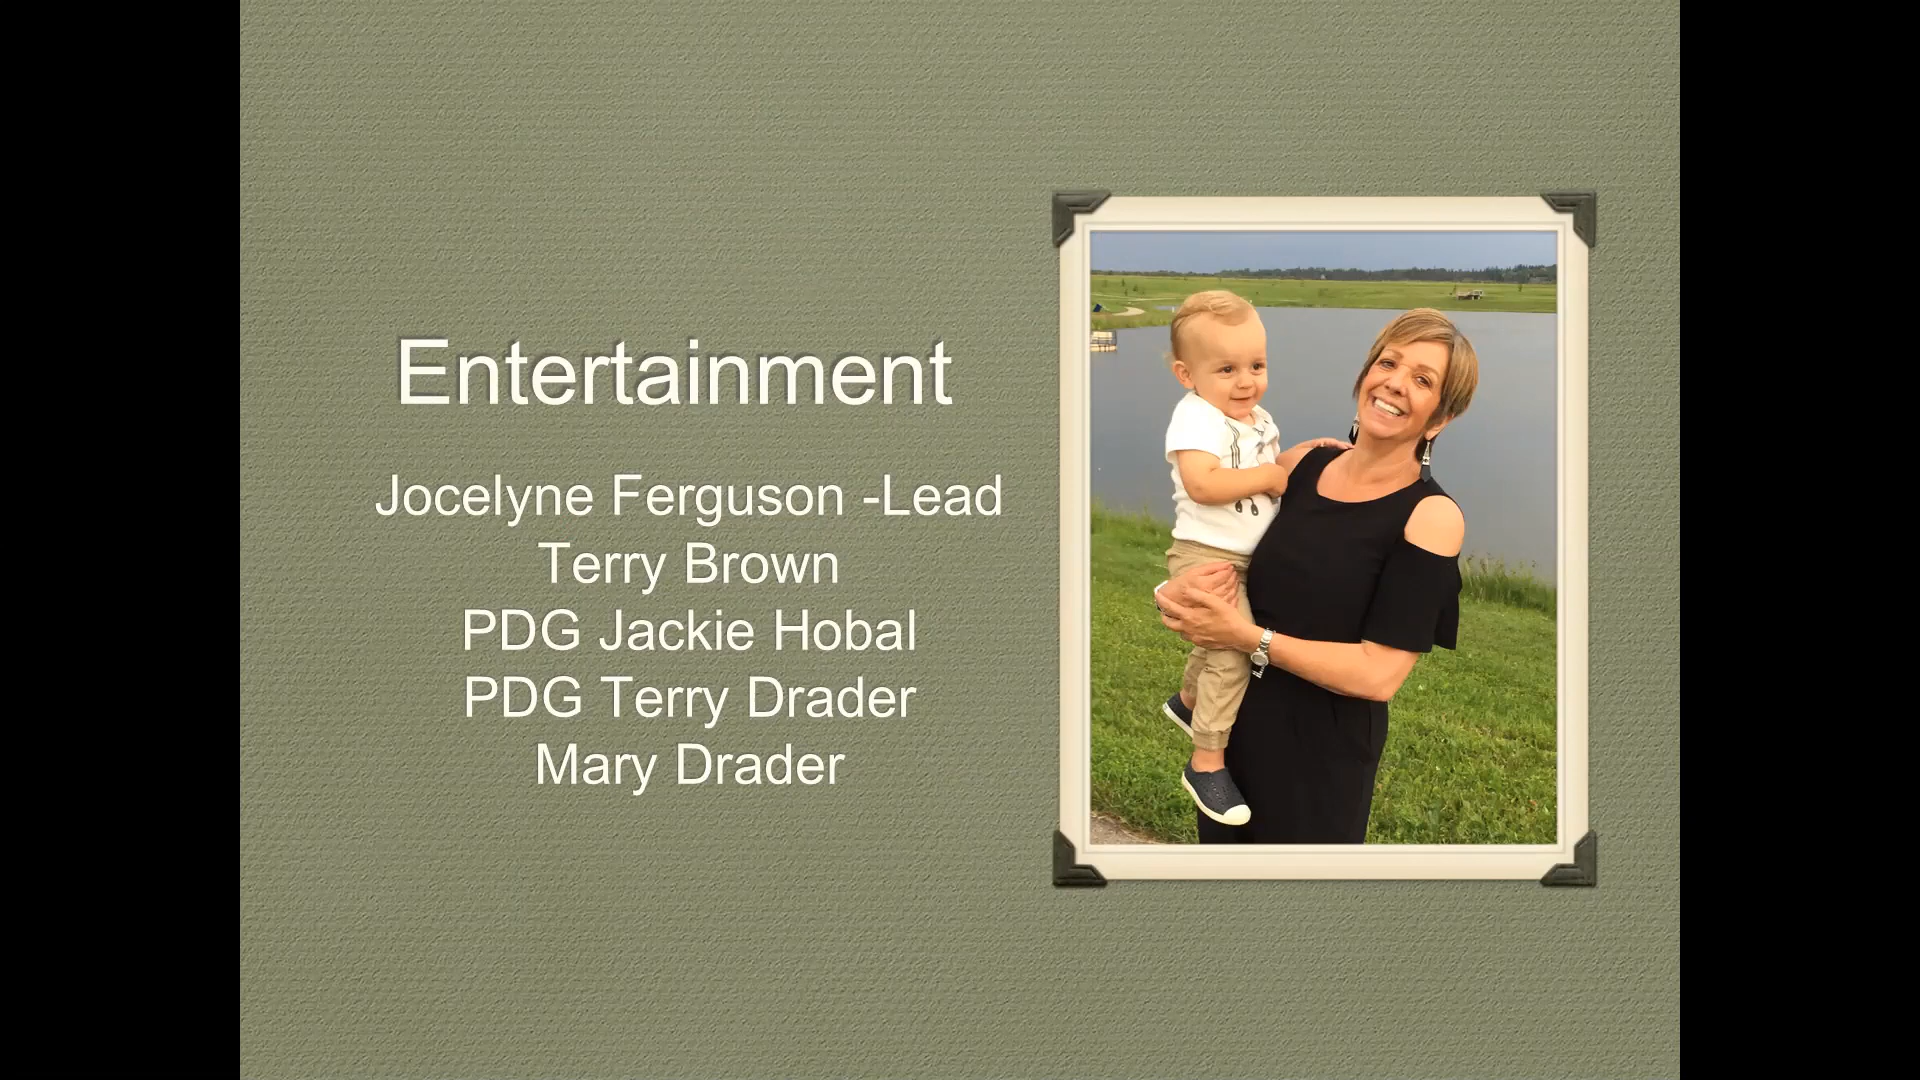 Entertainment
Jocelyne Ferguson -Lead
Terry Brown
PDG Jackie Hobal
PDG Terry Drader
Mary Drader